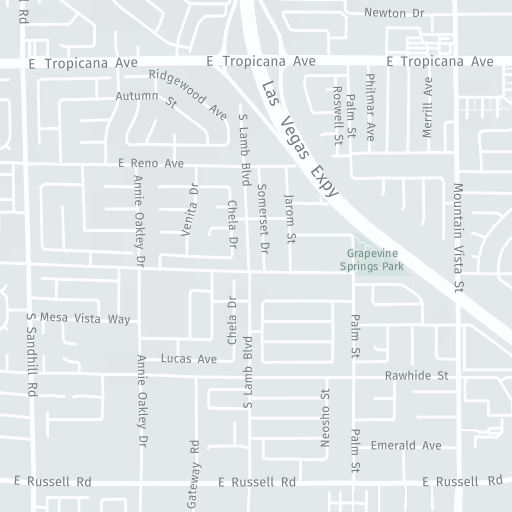 Newton Dr
l Rd
E Tropicana Ave
E Tropicana Ave
E Tropicana Ave
Ridgewood Ave
Autumn St
Las Vegas Expy
Roswell St
Palm St
Philmar Ave
Merrill Ave
S Lamb Blvd
E Reno Ave
Annie Oakley Dr
Venita Dr
Chela Dr
Somerset Dr
Jarom St
Mountain Vista St
Grapevine
Springs Park
S Sandhill Rd
Mesa Vista Way
Chela Dr
Palm St
S Lamb Blvd
Lucas Ave
Annie Oakley Dr
Rawhide St
Neosho St
Gateway Rd
Palm St
Emerald Ave
E Russell Rd
E Russell Rd
E Russell Rd